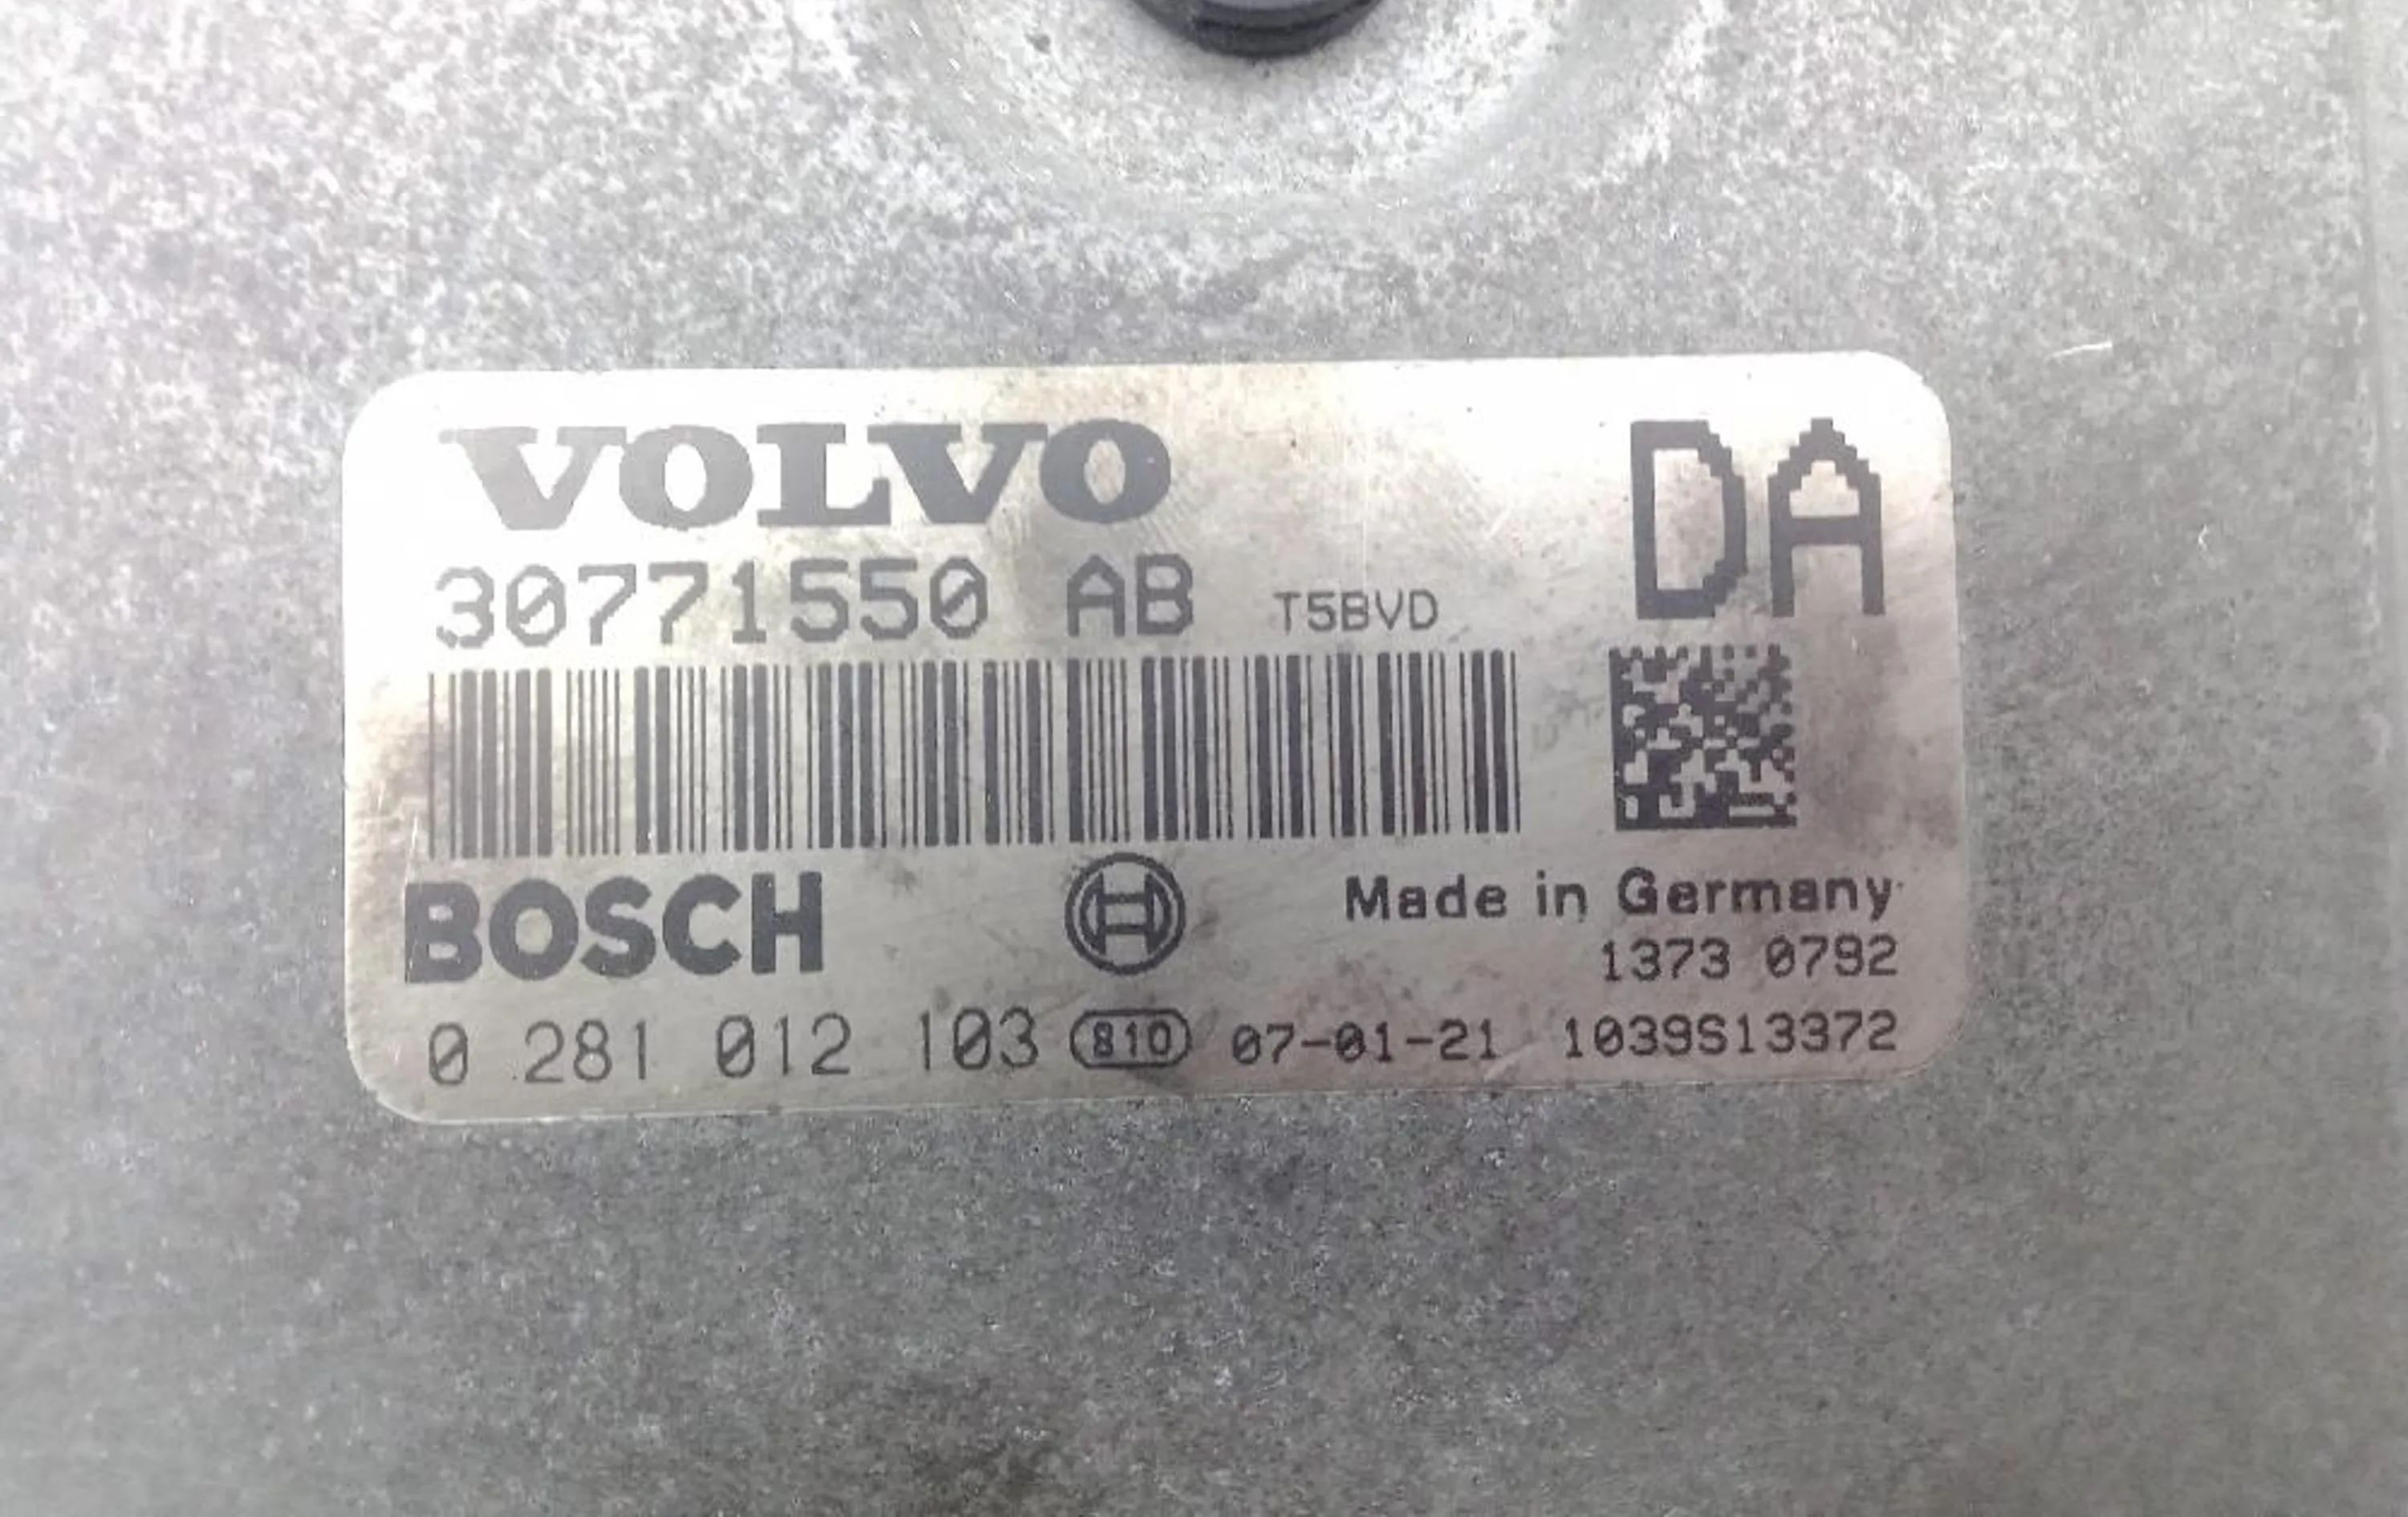 VOLVO
DA
30771550 AB T5BVD
BOSCH
Made in Germany
1373 0792
0 281 012 103 810 07-01-21 1039S13372